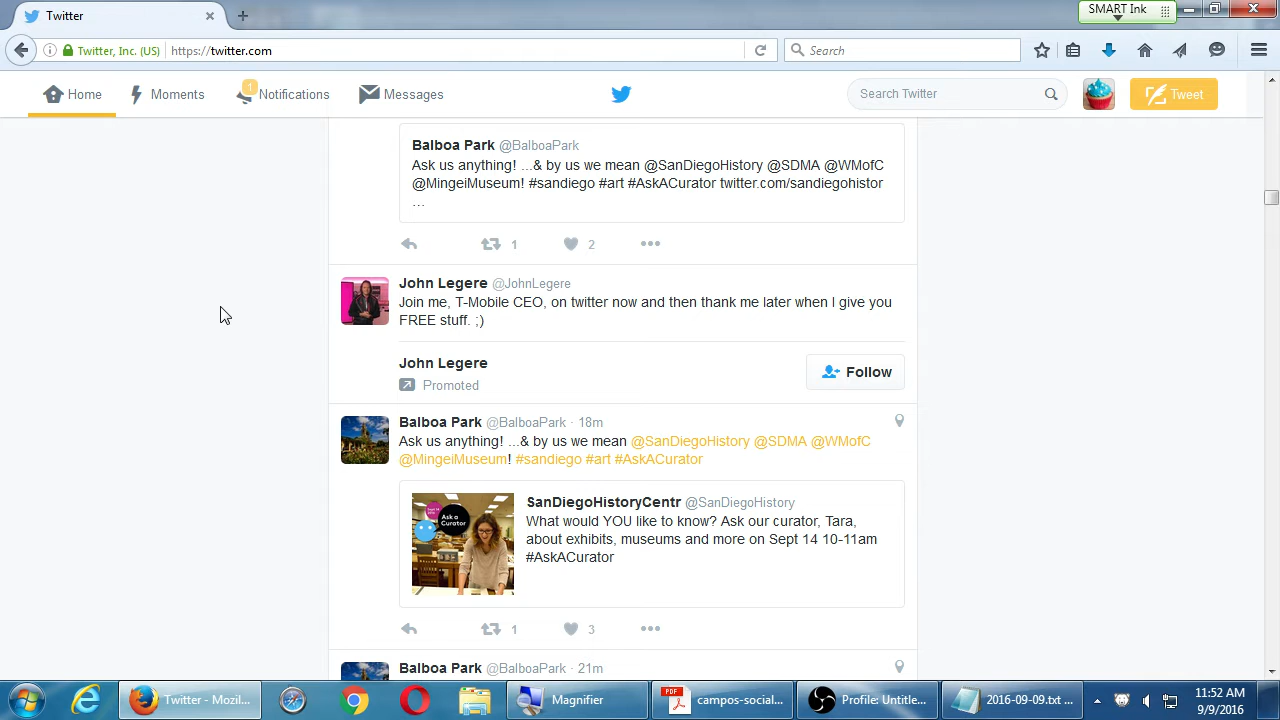 Twitter
SMART Ink
Twitter, Inc. (US)
https://twitter.com
Search
Home
Moments
1
Notifications
Messages
Search Twitter
Tweet
Balboa Park @BalboaPark
Ask us anything! ...& by us we mean @SanDiegoHistory @SDMA @WMofC
@MingeiMuseum! #sandiego #art #AskACurator twitter.com/sandiegohistor
...
1
2
John Legere @JohnLegere
Join me, T-Mobile CEO, on twitter now and then thank me later when I give you
FREE stuff. ;)
John Legere
Promoted
Follow
Balboa Park @BalboaPark · 18m
Ask us anything! ...& by us we mean @SanDiegoHistory @SDMA @WMofC
@MingeiMuseum! #sandiego #art #AskACurator
Ask a
Curator
SanDiegoHistoryCentr @SanDiegoHistory
What would YOU like to know? Ask our curator, Tara,
about exhibits, museums and more on Sept 14 10-11am
#AskACurator
1
3
Balboa Park @BalboaPark · 21m
Twitter - Mozil...
Magnifier
PDF
campos-social...
Profile: Untitle...
2016-09-09.txt ...
11:52 AM
9/9/2016